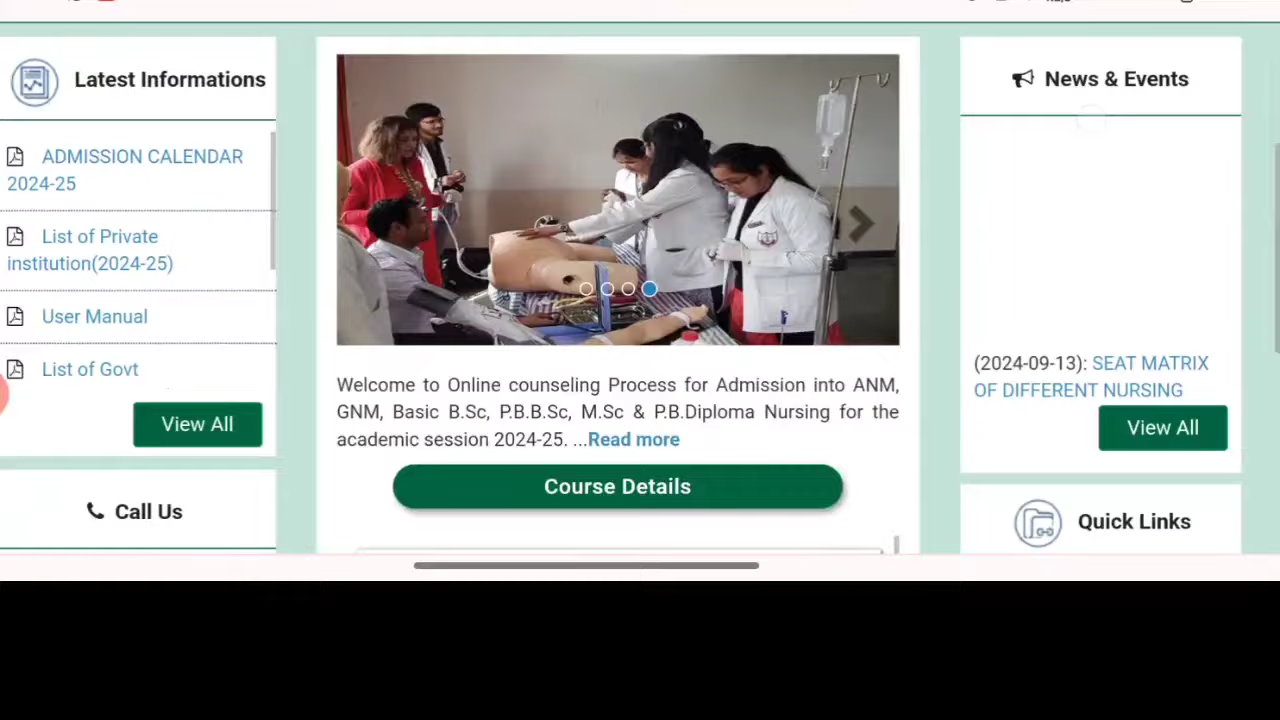 Latest Informations
ADMISSION CALENDAR
2024-25
List of Private
institution(2024-25)
User Manual
List of Govt
View All
Call Us
Welcome to Online counseling Process for Admission into ANM,
GNM, Basic B.Sc, P.B.B.Sc, M.Sc & P.B.Diploma Nursing for the
academic session 2024-25. ...Read more
Course Details
News & Events
(2024-09-13): SEAT MATRIX
OF DIFFERENT NURSING
View All
Quick Links